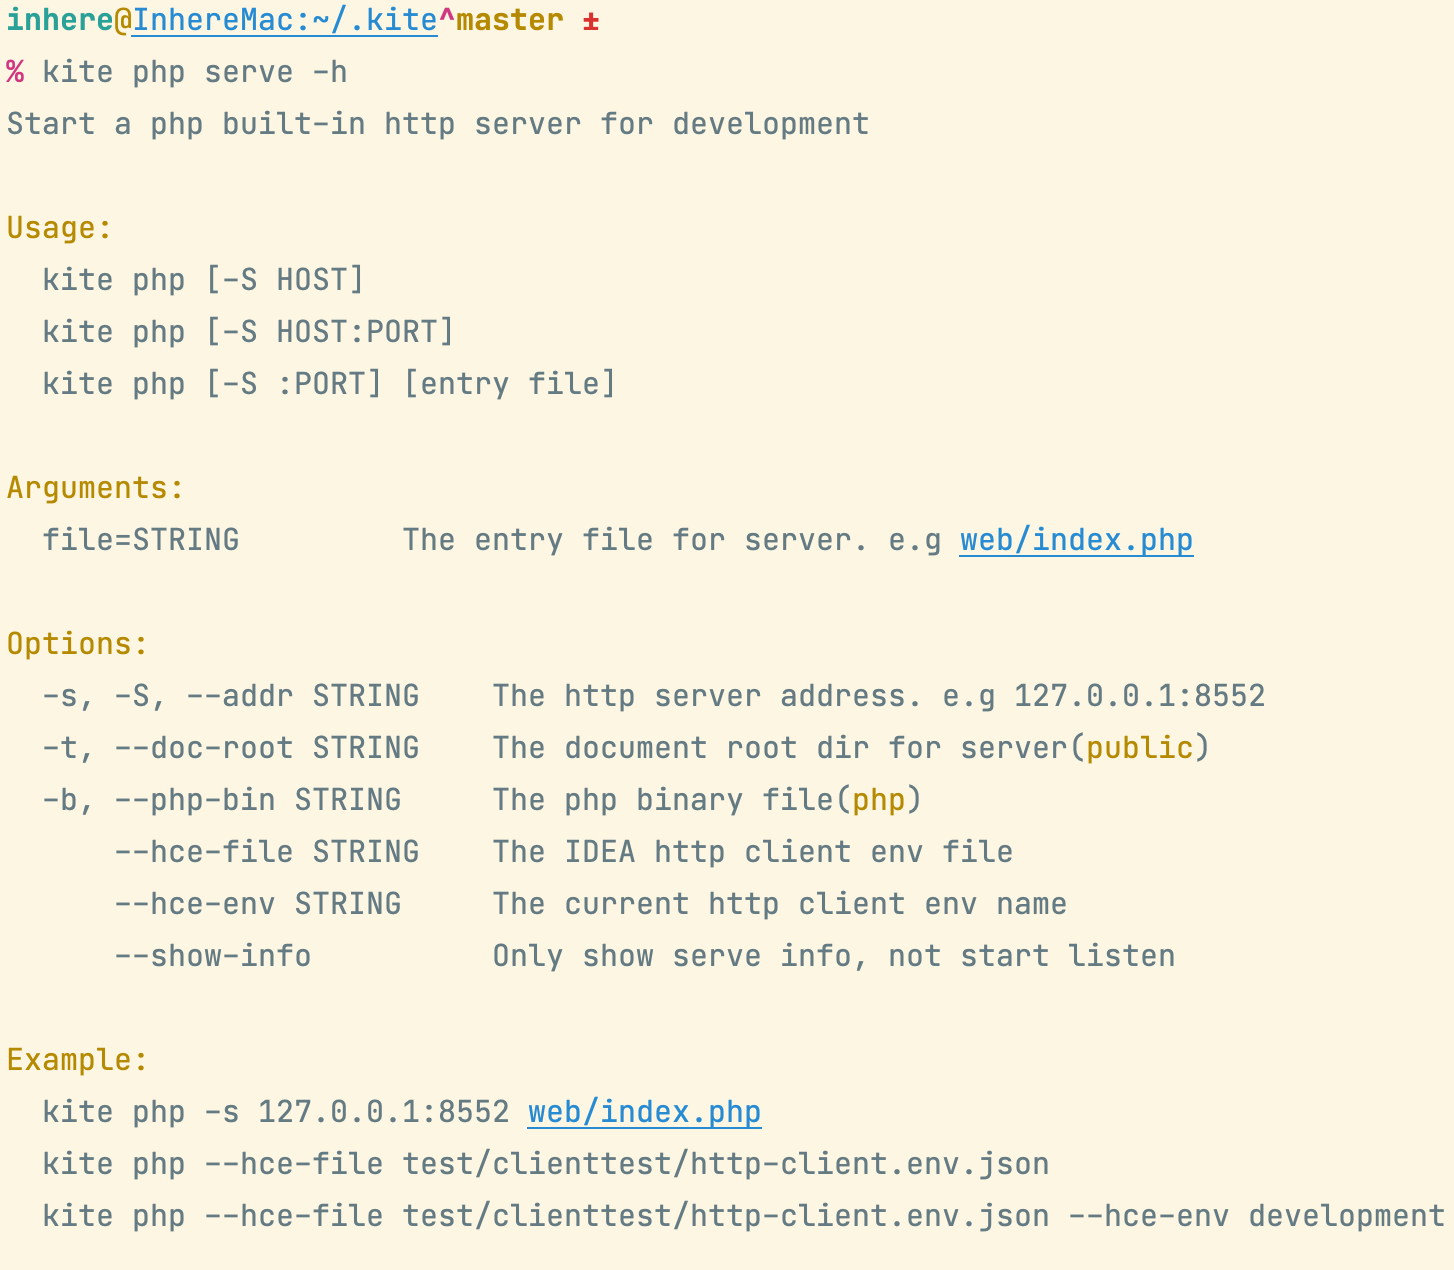 inhere@InhereMac:~/.kite^master ±
% kite php serve -h
Start a php built-in http server for development
Usage:
  kite php [-S HOST]
  kite php [-S HOST:PORT]
  kite php [-S :PORT] [entry file]
Arguments:
  file=STRING         The entry file for server. e.g web/index.php
Options:
  -s, -S, --addr STRING    The http server address. e.g 127.0.0.1:8552
  -t, --doc-root STRING    The document root dir for server(public)
  -b, --php-bin STRING     The php binary file(php)
      --hce-file STRING    The IDEA http client env file
      --hce-env STRING     The current http client env name
      --show-info          Only show serve info, not start listen
Example:
  kite php -s 127.0.0.1:8552 web/index.php
  kite php --hce-file test/clienttest/http-client.env.json
  kite php --hce-file test/clienttest/http-client.env.json --hce-env development